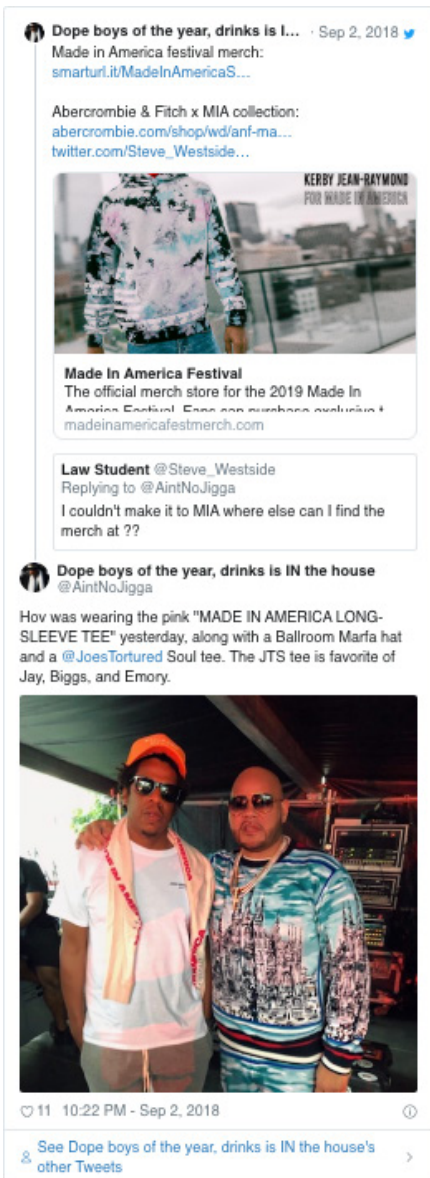 Dope boys of the year, drinks is I... · Sep 2, 2018
Made in America festival merch:
smarturl.it/MadeInAmericaS...
Abercrombie & Fitch x MIA collection:
abercrombie.com/shop/wd/anf-ma...
twitter.com/Steve_Westside...
KERBY JEAN-RAYMOND
FOR MADE IN AMERICA
Made In America Festival
The official merch store for the 2019 Made In
America Festival. Fans can purchase exclusive t
madeinamericafestmerch.com
Law Student @Steve_Westside
Replying to @AintNoJigga
I couldn't make it to MIA where else can I find the
merch at ??
Dope boys of the year, drinks is IN the house
@AintNoJigga
Hov was wearing the pink "MADE IN AMERICA LONG-
SLEEVE TEE" yesterday, along with a Ballroom Marfa hat
and a @JoesTortured Soul tee. The JTS tee is favorite of
Jay, Biggs, and Emory.
11 10:22 PM - Sep 2, 2018
See Dope boys of the year, drinks is IN the house's
other Tweets